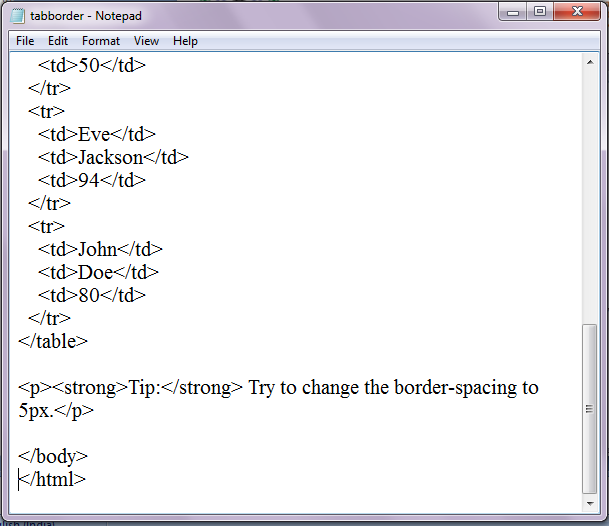 tabborder - Notepad
File Edit Format View Help
<td>50</td>
</tr>
<tr>
<td>Eve</td>
<td>Jackson</td>
<td>94</td>
</tr>
<tr>
<td>John</td>
<td>Doe</td>
<td>80</td>
</tr>
</table>
<p><strong>Tip:</strong> Try to change the border-spacing to
5px.</p>
</body>
</html>